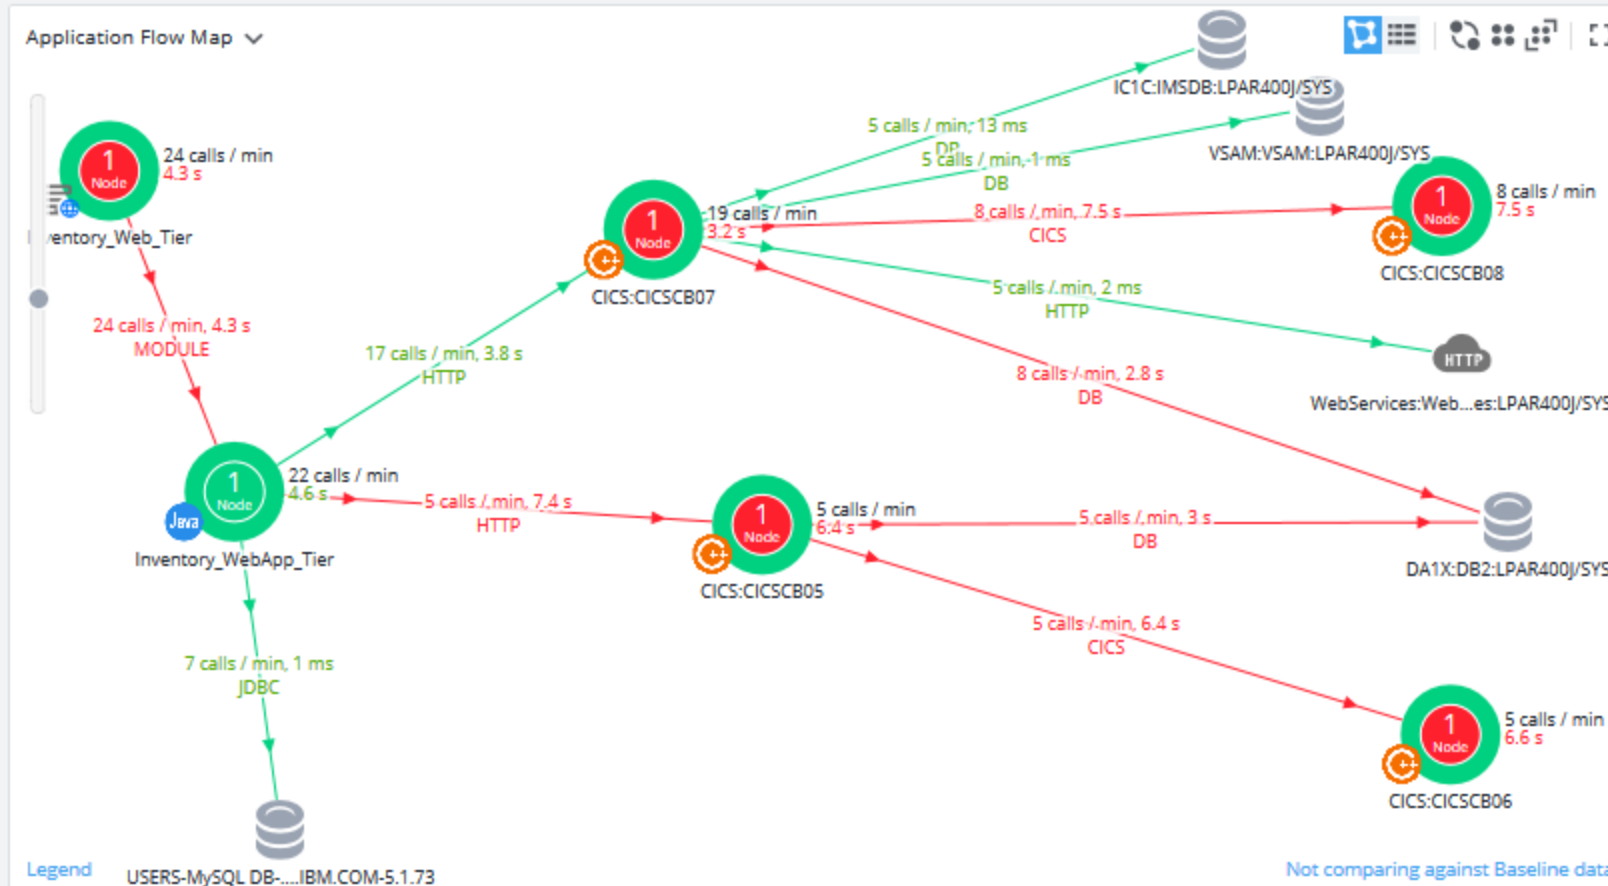 Application Flow Map
IC1C:IMSDB:LPAR400J/SYS
VSAM:VSAM:LPAR400J/SYS
5 calls / min, 13 ms
DB
5 calls / min, 1 ms
DB
1
Node
24 calls / min
4.3 s
ventory_Web_Tier
1
Node
19 calls / min
3.2 s
CICS:CICSCB07
8 calls / min, 7.5 s
CICS
1
Node
8 calls / min
7.5 s
CICS:CICSCB08
24 calls / min, 4.3 s
MODULE
17 calls / min, 3.8 s
HTTP
5 calls / min, 2 ms
HTTP
HTTP
WebServices:Web...es:LPAR400J/SYS
8 calls / min, 2.8 s
DB
1
Node
22 calls / min
4.6 s
Java
Inventory_WebApp_Tier
5 calls / min, 7.4 s
HTTP
1
Node
5 calls / min
6.4 s
CICS:CICSCB05
5 calls / min, 3 s
DB
DA1X:DB2:LPAR400J/SYS
5 calls / min, 6.4 s
CICS
7 calls / min, 1 ms
JDBC
1
Node
5 calls / min
6.6 s
CICS:CICSCB06
USERS-MySQL DB-....IBM.COM-5.1.73
Legend
Not comparing against Baseline data